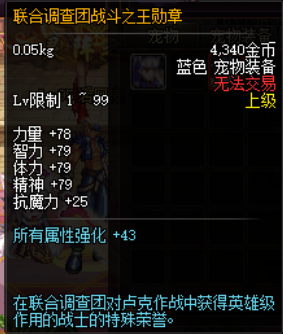 联合调查团战斗之王勋章
宠物
0.05kg
4,340金币
蓝色 宠物装备
无法交易
Lv限制 1 ~ 99
上级
力量 +78
智力 +79
体力 +79
精神 +79
抗魔力 +25
所有属性强化 +43
在联合调查团对卢克作战中获得英雄级
作用的战士的特殊荣誉。